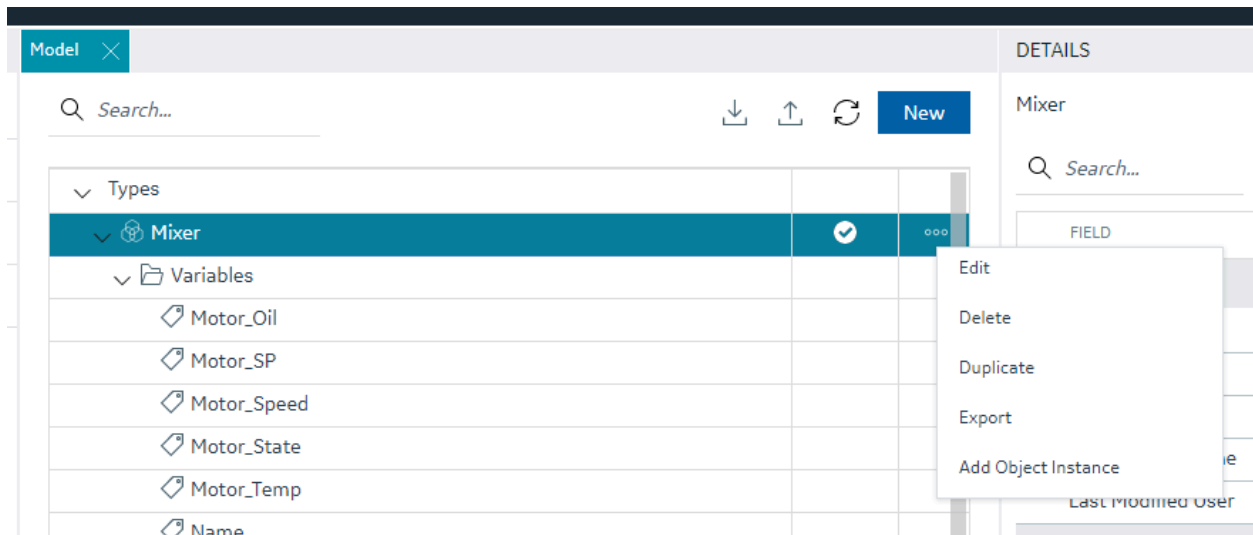 Model
DETAILS
Search...
New
Mixer
Search...
Types
Mixer
FIELD
Variables
Edit
Motor_Oil
Delete
Motor_SP
Duplicate
Motor_Speed
Export
Motor_State
Add Object Instance
Motor_Temp
Last Modified User
Name